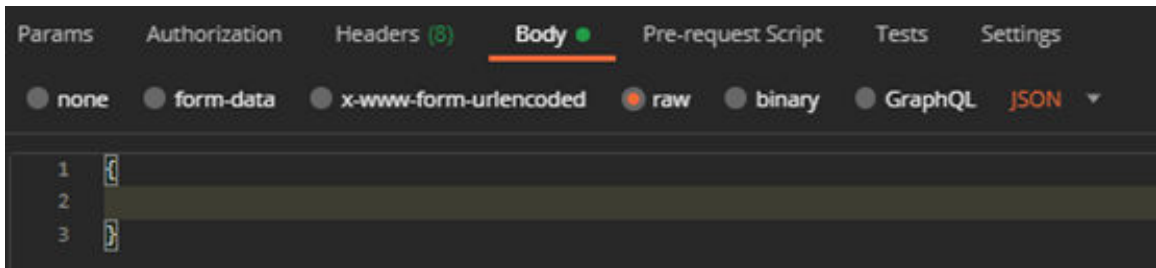 Params Authorization Headers (8) Body Pre-request Script Tests Settings
none form-data x-www-form-urlencoded raw binary GraphQL JSON
1 {
2
3 }